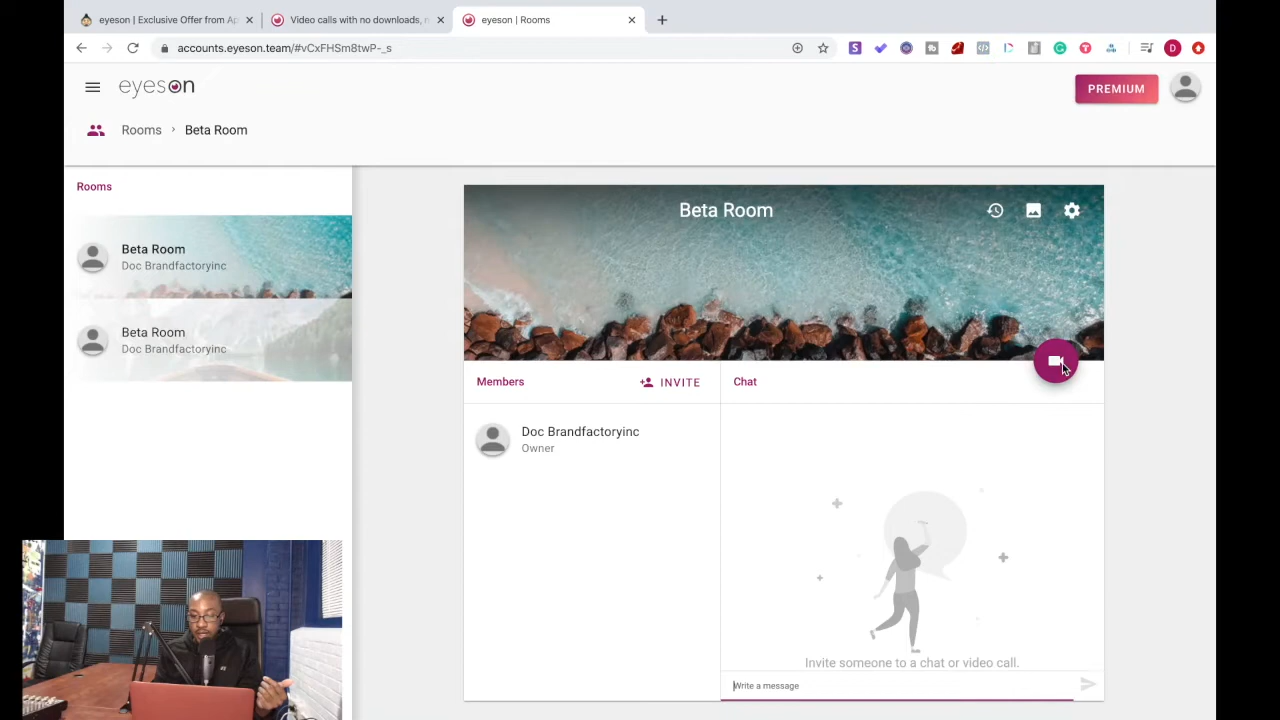 eyeson | Exclusive Offer from Ap
Video calls with no downloads, n
eyeson | Rooms
accounts.eyeson.team/#vCxFHSm8twP-_s
eyeson
PREMIUM
Rooms › Beta Room
Rooms
Beta Room
Doc Brandfactoryinc
Beta Room
Doc Brandfactoryinc
Beta Room
Members
INVITE
Chat
Doc Brandfactoryinc
Owner
Invite someone to a chat or video call.
Write a message